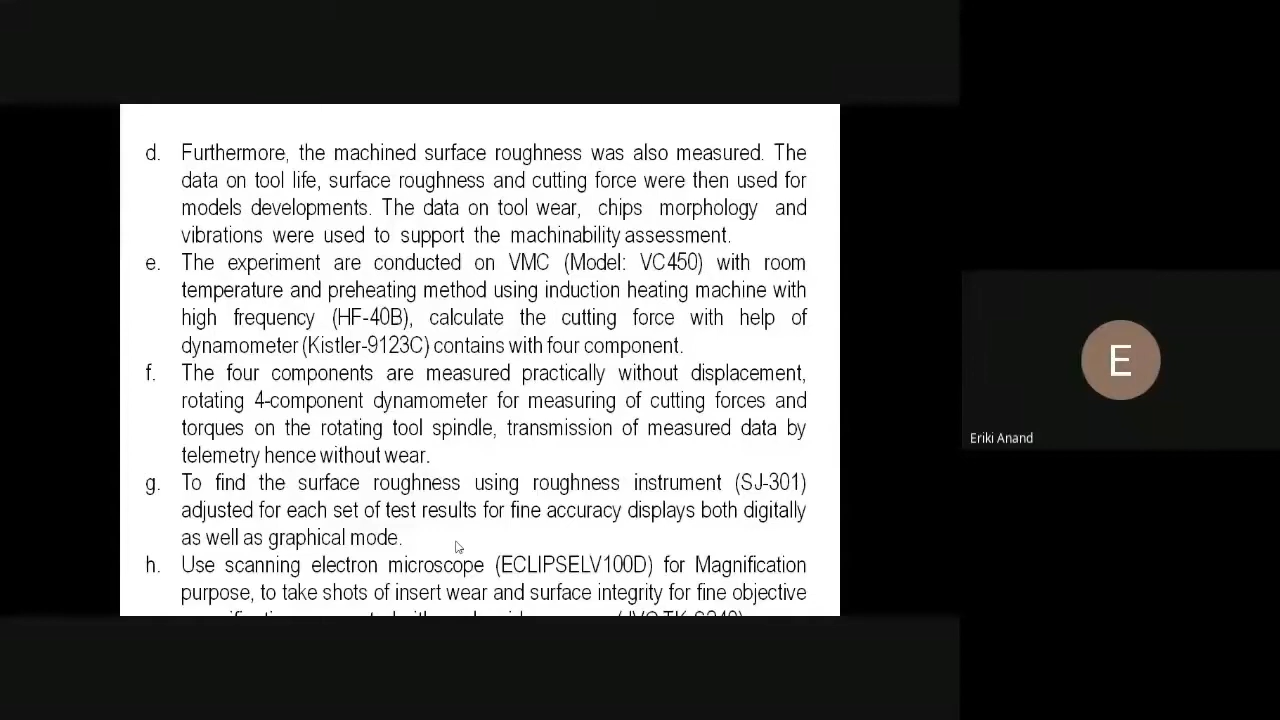 d. Furthermore, the machined surface roughness was also measured. The
data on tool life, surface roughness and cutting force were then used for
models developments. The data on tool wear, chips morphology and
vibrations were used to support the machinability assessment.
e. The experiment are conducted on VMC (Model: VC450) with room
temperature and preheating method using induction heating machine with
high frequency (HF-40B), calculate the cutting force with help of
dynamometer (Kistler-9123C) contains with four component.
f. The four components are measured practically without displacement,
rotating 4-component dynamometer for measuring of cutting forces and
torques on the rotating tool spindle, transmission of measured data by
telemetry hence without wear.
g. To find the surface roughness using roughness instrument (SJ-301)
adjusted for each set of test results for fine accuracy displays both digitally
as well as graphical mode.
h. Use scanning electron microscope (ECLIPSELV100D) for Magnification
purpose, to take shots of insert wear and surface integrity for fine objective
E
Eriki Anand